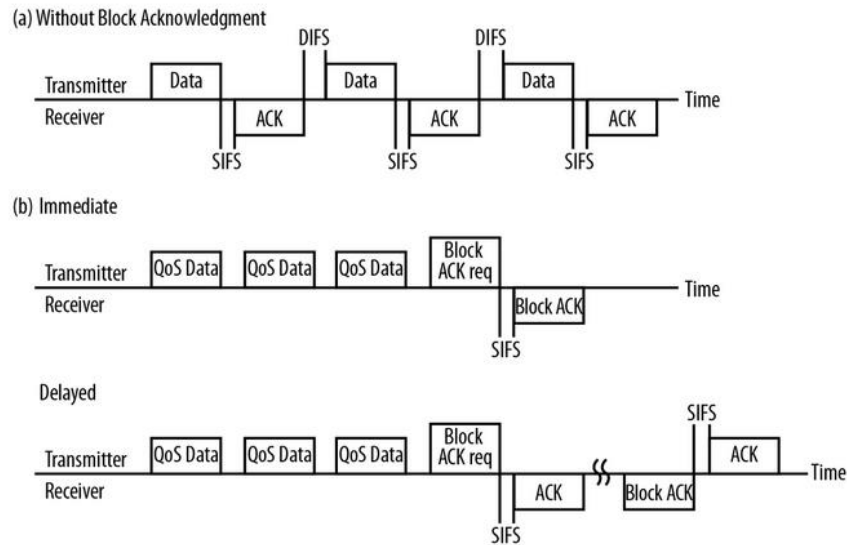 (a) Without Block Acknowledgment
DIFS
DIFS
Transmitter
Data
Data
Data
Time
Receiver
ACK
ACK
ACK
SIFS
SIFS
SIFS
(b) Immediate
Transmitter
QoS Data
QoS Data
QoS Data
Block
ACK req
Time
Receiver
Block ACK
SIFS
Delayed
SIFS
Transmitter
QoS Data
QoS Data
QoS Data
Block
ACK req
ACK
Time
Receiver
ACK
Block ACK
SIFS